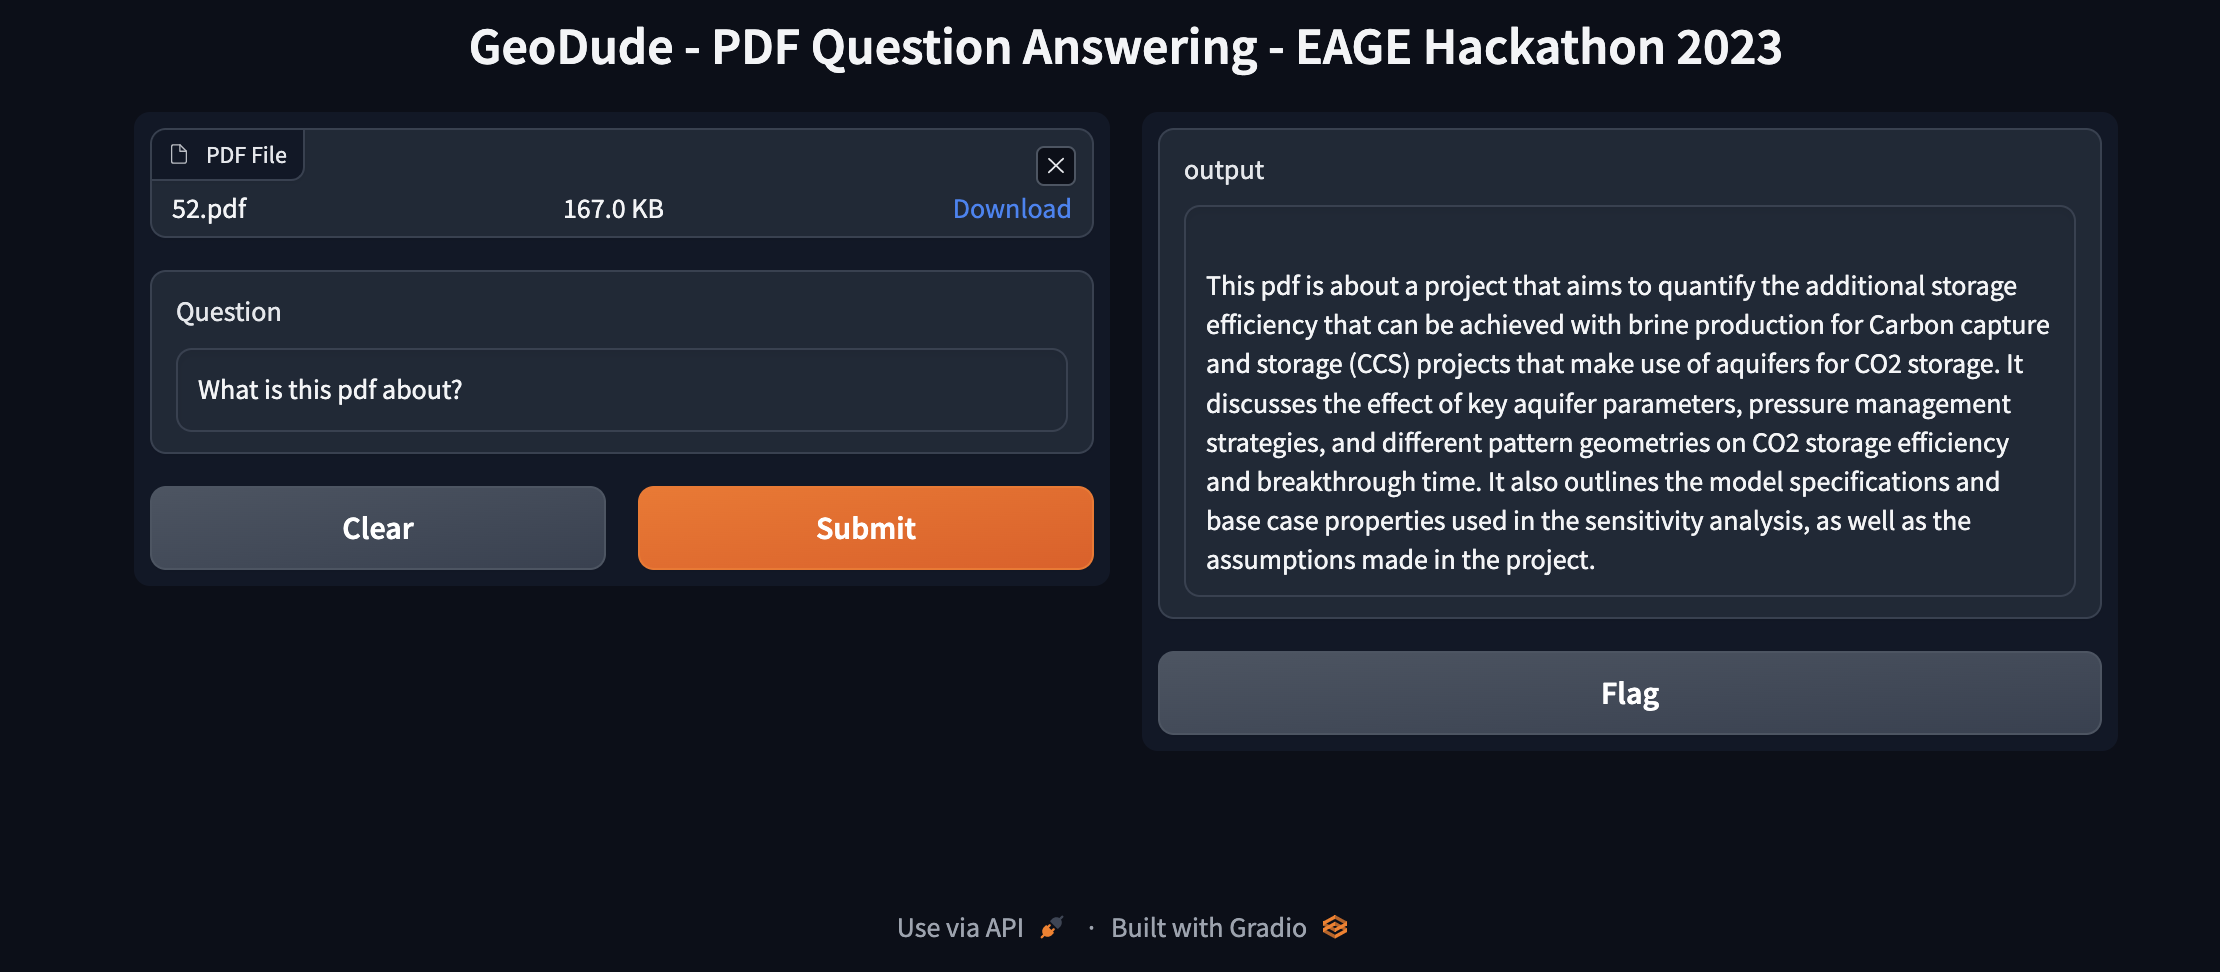 GeoDude - PDF Question Answering - EAGE Hackathon 2023
PDF File
52.pdf 167.0 KB Download
Question
What is this pdf about?
Clear Submit
output
This pdf is about a project that aims to quantify the additional storage
efficiency that can be achieved with brine production for Carbon capture
and storage (CCS) projects that make use of aquifers for CO2 storage. It
discusses the effect of key aquifer parameters, pressure management
strategies, and different pattern geometries on CO2 storage efficiency
and breakthrough time. It also outlines the model specifications and
base case properties used in the sensitivity analysis, as well as the
assumptions made in the project.
Flag
Use via API · Built with Gradio